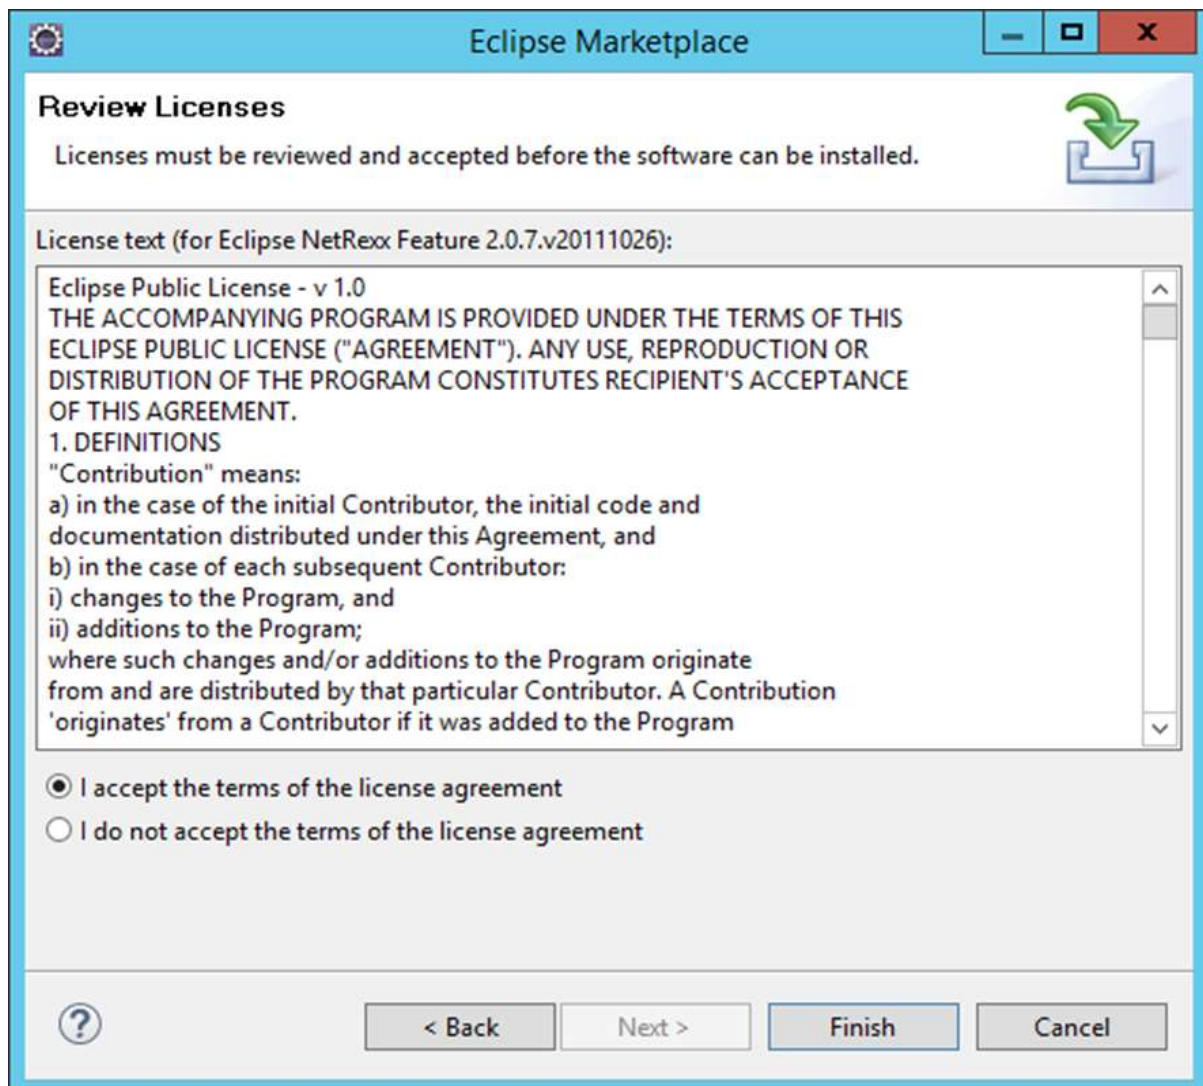 Eclipse Marketplace
Review Licenses
Licenses must be reviewed and accepted before the software can be installed.
License text (for Eclipse NetRexx Feature 2.0.7.v20111026):
Eclipse Public License - v 1.0
THE ACCOMPANYING PROGRAM IS PROVIDED UNDER THE TERMS OF THIS
ECLIPSE PUBLIC LICENSE ("AGREEMENT"). ANY USE, REPRODUCTION OR
DISTRIBUTION OF THE PROGRAM CONSTITUTES RECIPIENT'S ACCEPTANCE
OF THIS AGREEMENT.
1. DEFINITIONS
"Contribution" means:
a) in the case of the initial Contributor, the initial code and
documentation distributed under this Agreement, and
b) in the case of each subsequent Contributor:
i) changes to the Program, and
ii) additions to the Program;
where such changes and/or additions to the Program originate
from and are distributed by that particular Contributor. A Contribution
'originates' from a Contributor if it was added to the Program
I accept the terms of the license agreement
I do not accept the terms of the license agreement
< Back Next > Finish Cancel